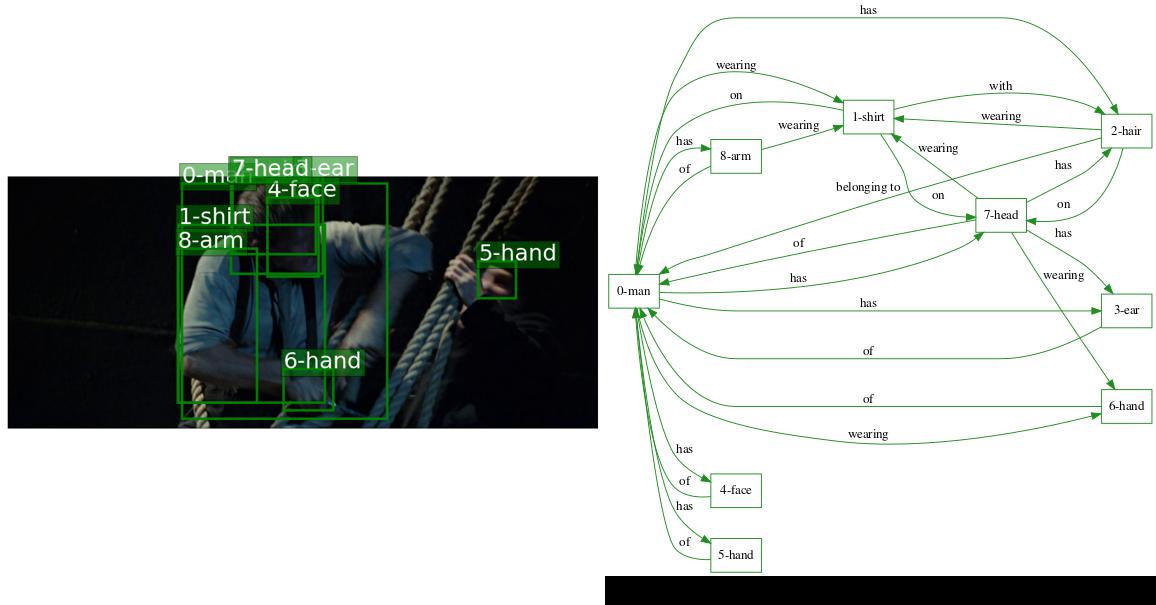 has
wearing
1-shirt
on
with
wearing
2-hair
has
8-arm
wearing
of
wearing
belonging to
on
has
7-head
on
0-man
of
has
has
3-ear
wearing
has
of
of
6-hand
wearing
has
4-face
of
has
of
5-hand
7-head
-ear
4-face
1-shirt
8-arm
5-hand
6-hand